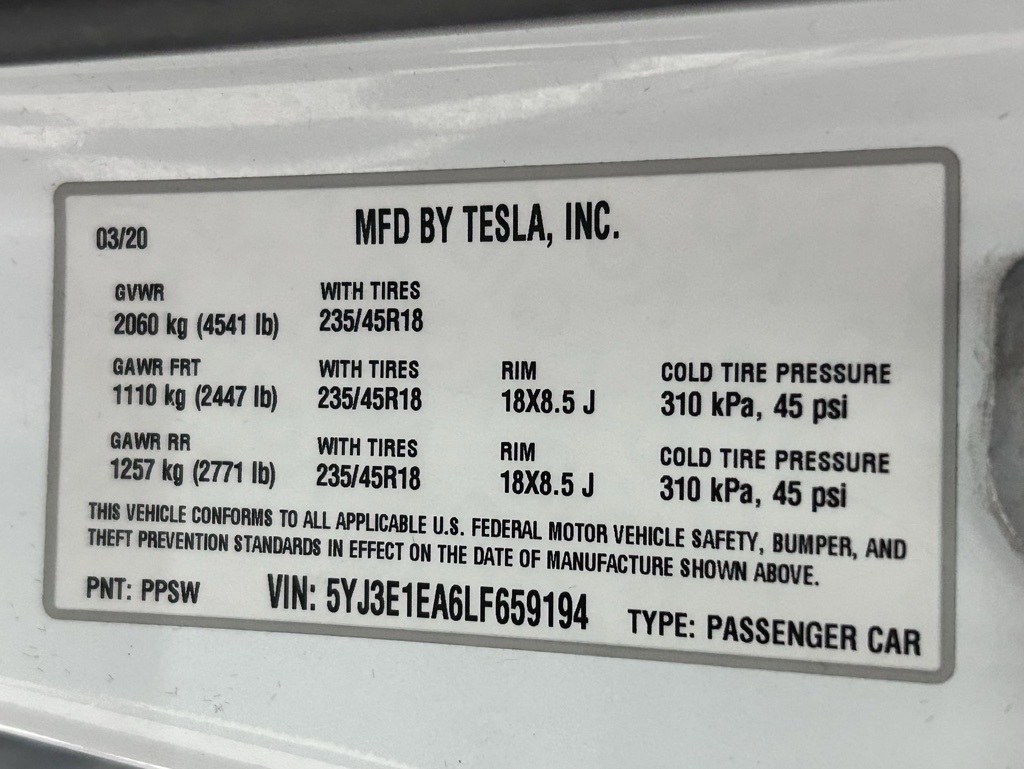 03/20 MFD BY TESLA, INC.
GVWR WITH TIRES
2060 kg (4541 lb) 235/45R18
GAWR FRT WITH TIRES RIM COLD TIRE PRESSURE
1110 kg (2447 lb) 235/45R18 18X8.5 J 310 kPa, 45 psi
GAWR RR WITH TIRES RIM COLD TIRE PRESSURE
1257 kg (2771 lb) 235/45R18 18X8.5 J 310 kPa, 45 psi
THIS VEHICLE CONFORMS TO ALL APPLICABLE U.S. FEDERAL MOTOR VEHICLE SAFETY, BUMPER, AND
THEFT PREVENTION STANDARDS IN EFFECT ON THE DATE OF MANUFACTURE SHOWN ABOVE.
PNT: PPSW VIN: 5YJ3E1EA6LF659194 TYPE: PASSENGER CAR